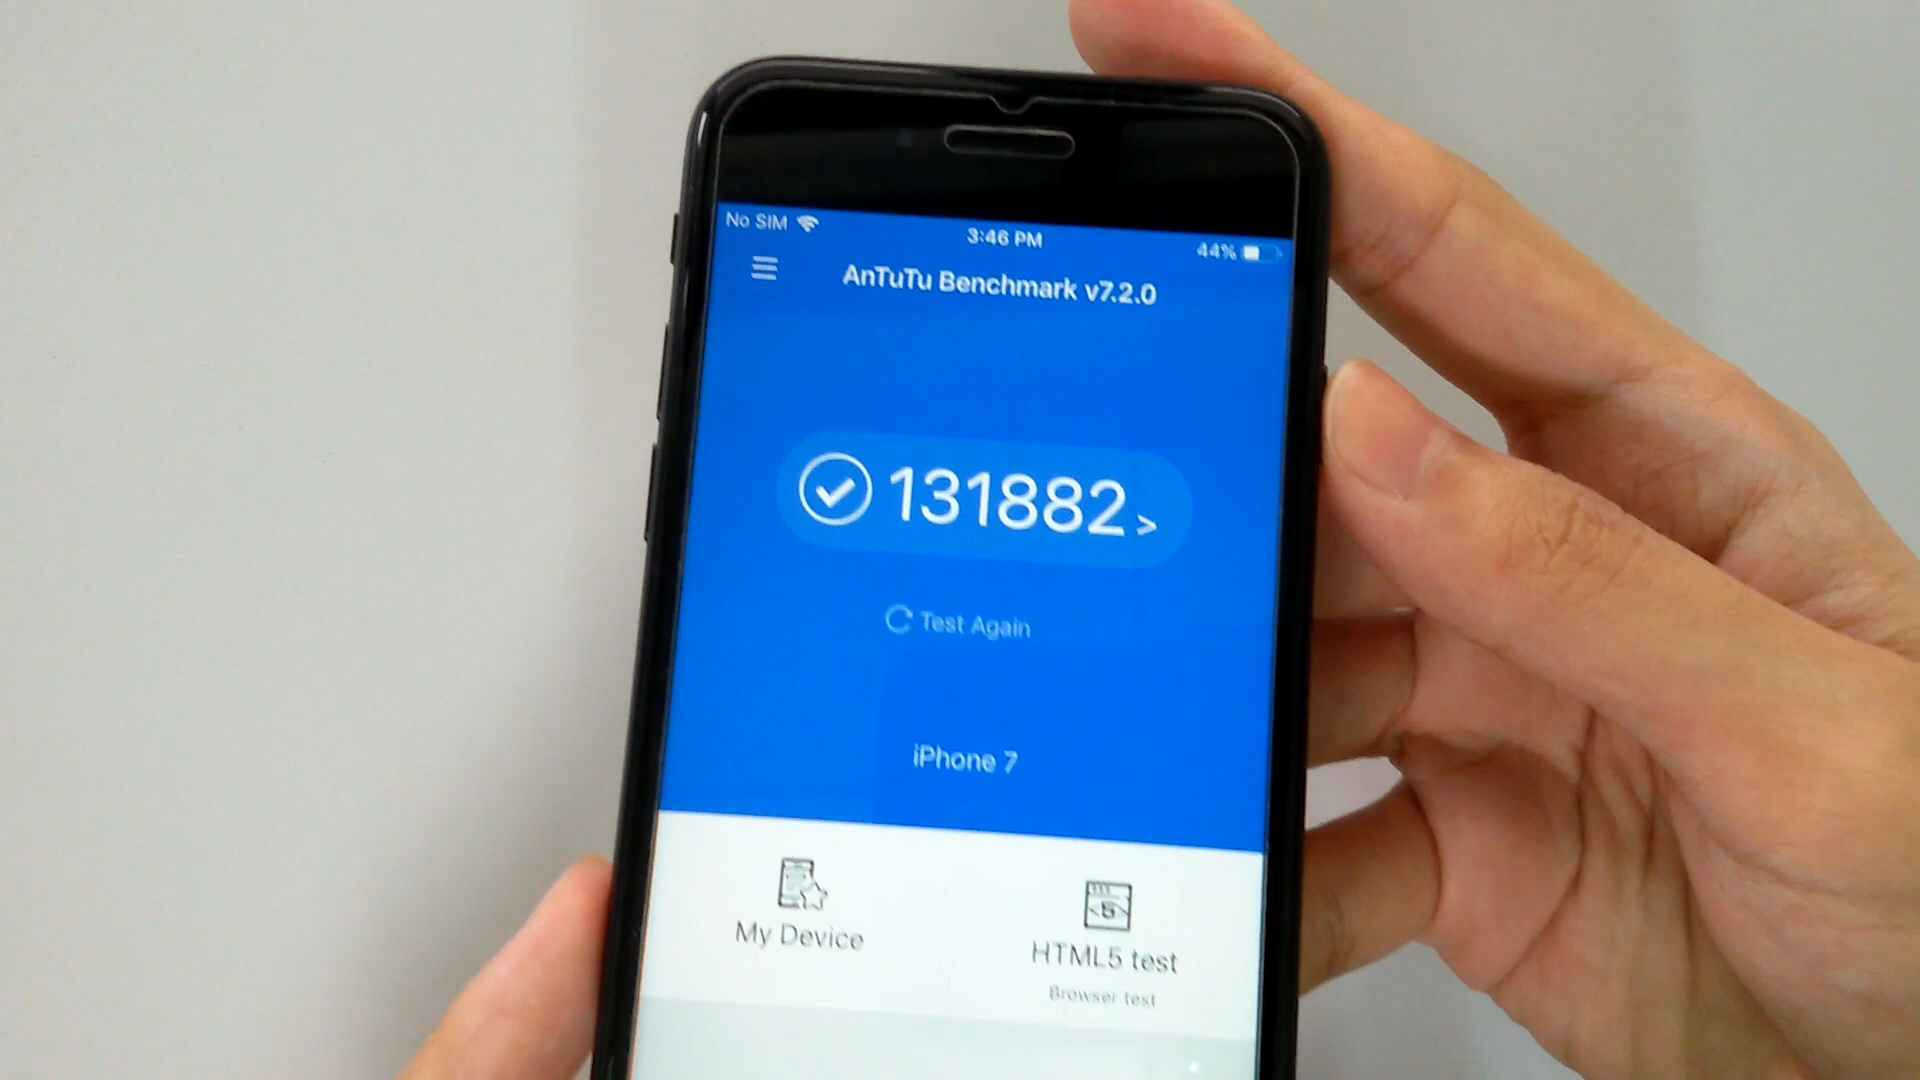 No SIM
3:46 PM
44%
AnTuTu Benchmark v7.2.0
131882 >
Test Again
iPhone 7
My Device
HTML5 test
Browser test